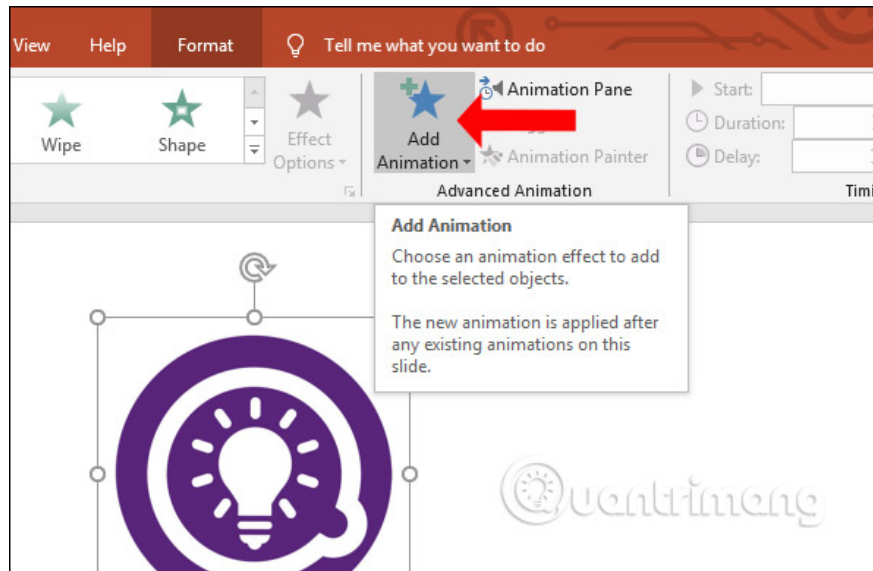 View Help Format Tell me what you want to do
Wipe Shape
Effect Options
Add Animation
Animation Pane
Animation Painter
Advanced Animation
Start:
Duration:
Delay:
Add Animation
Choose an animation effect to add
to the selected objects.
The new animation is applied after
any existing animations on this
slide.
Quantrimang